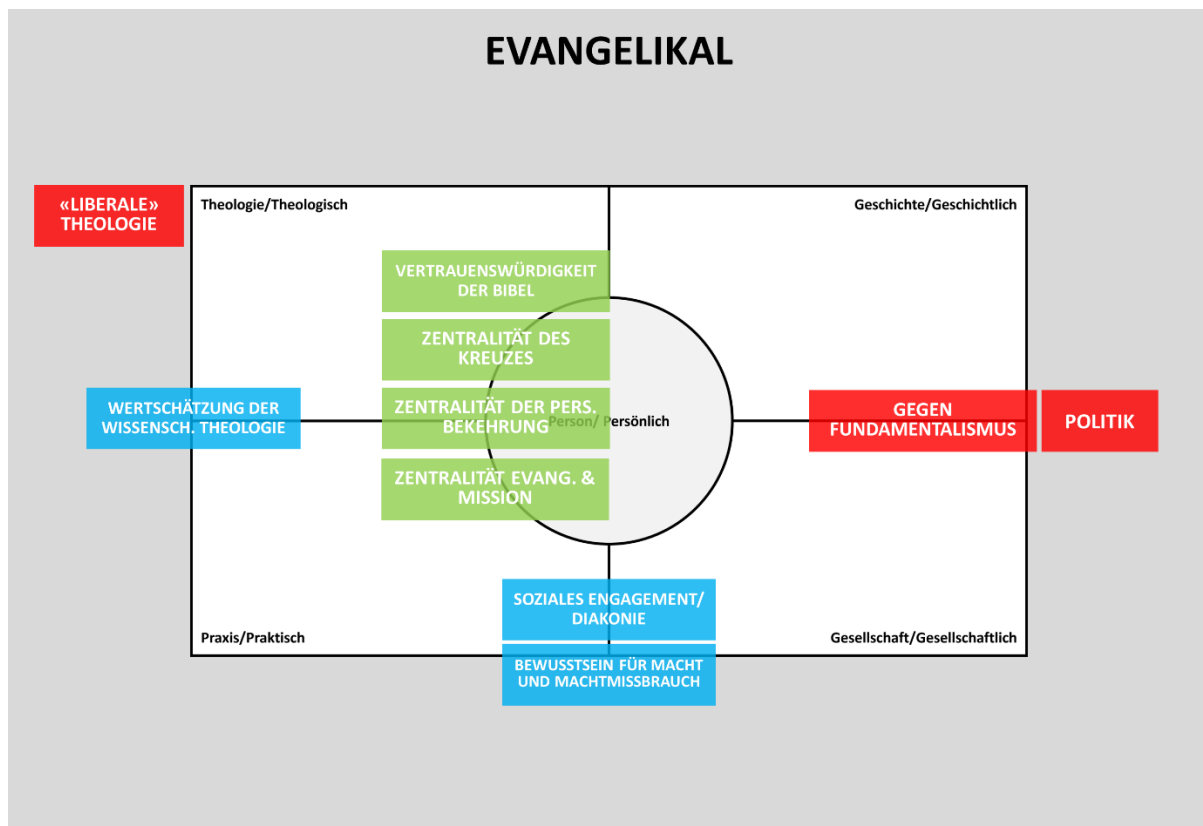 EVANGELIKAL
«LIBERALE»
THEOLOGIE
Theologie/Theologisch
Geschichte/Geschichtlich
VERTRAUENSWÜRDIGKEIT
DER BIBEL
ZENTRALITÄT DES
KREUZES
WERTSCHÄTZUNG DER
WISSENSCH. THEOLOGIE
ZENTRALITÄT DER PERS.
BEKEHRUNG
Person/ Persönlich
GEGEN
FUNDAMENTALISMUS
POLITIK
ZENTRALITÄT EVANG. &
MISSION
SOZIALES ENGAGEMENT/
DIAKONIE
Praxis/Praktisch
Gesellschaft/Gesellschaftlich
BEWUSSTSEIN FÜR MACHT
UND MACHTMISSBRAUCH